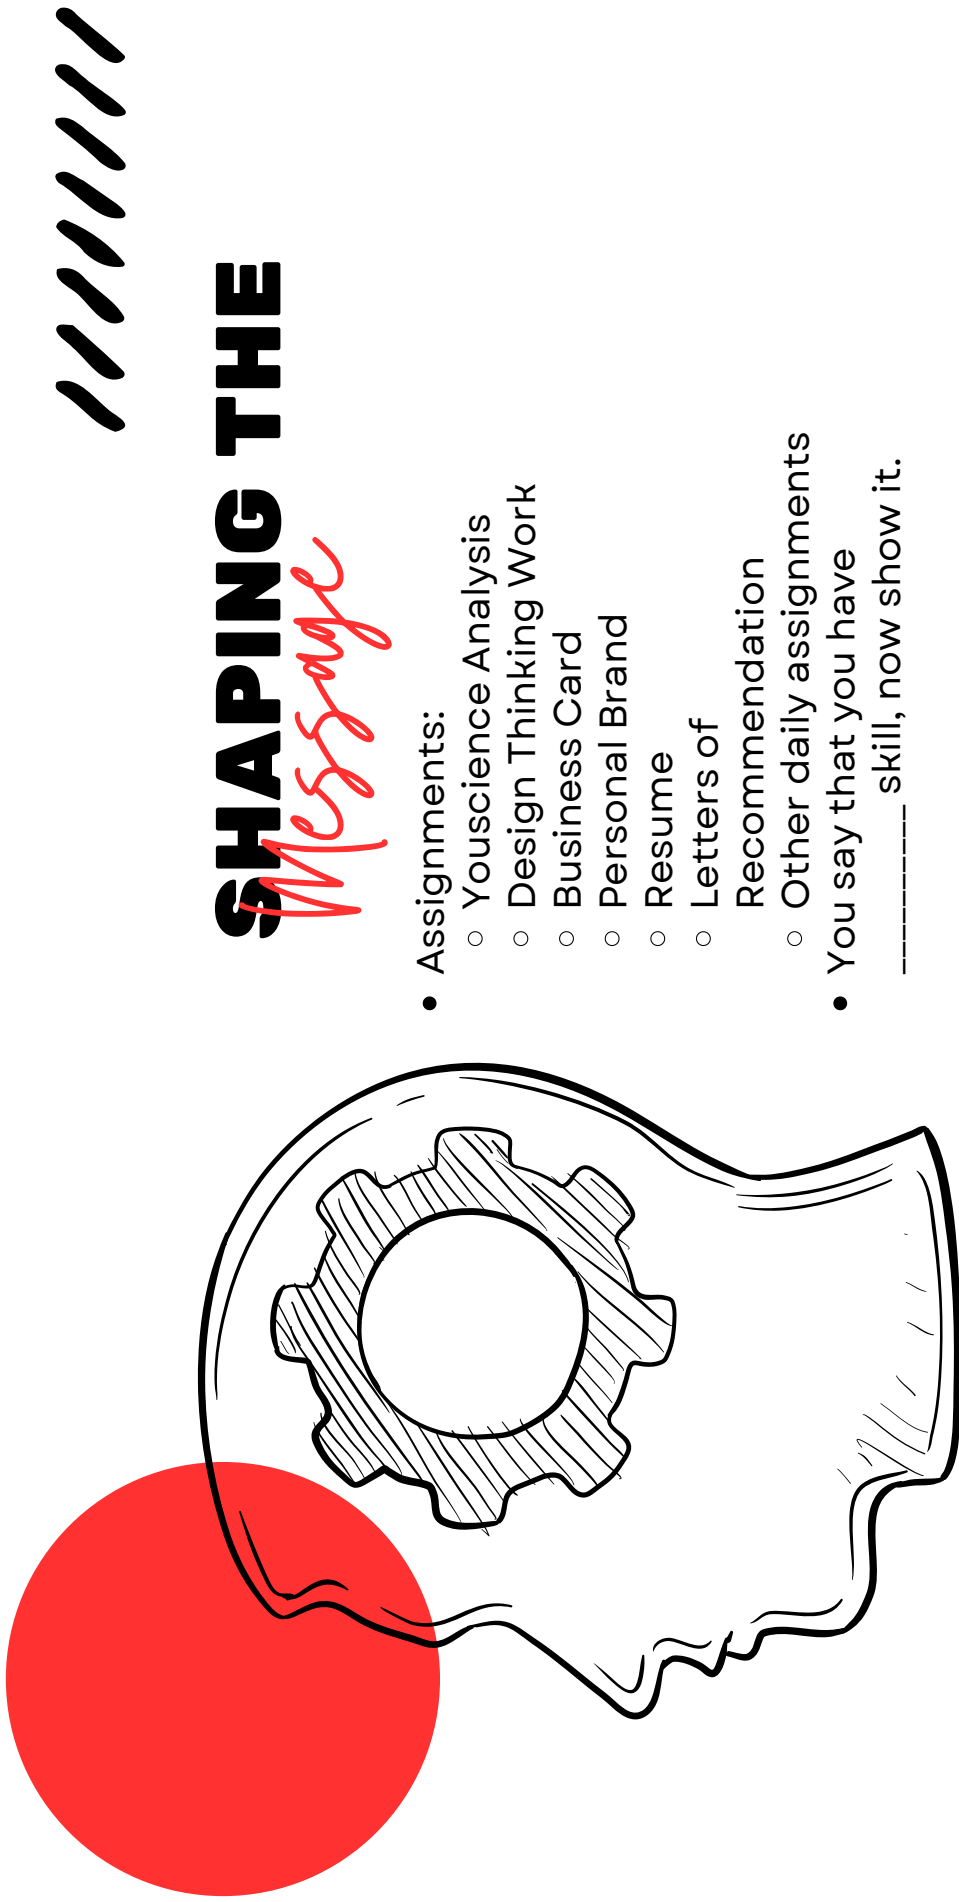 SHAPING THE
Message
• Assignments:
○ Youscience Analysis
○ Design Thinking Work
○ Business Card
○ Personal Brand
○ Resume
○ Letters of
Recommendation
○ Other daily assignments
• You say that you have
___________ skill, now show it.